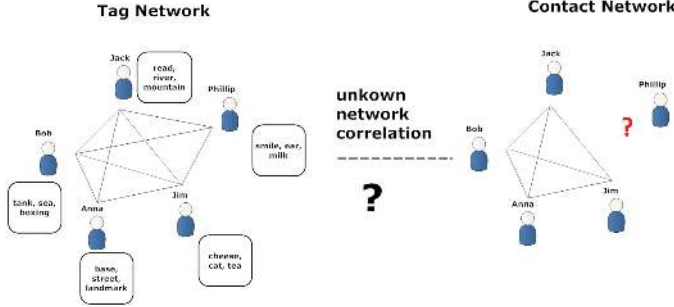 Tag Network
Jack
read,
river,
mountain
Phillip
smile, ear,
milk
Bob
tank, sea,
boxing
Anna
base,
street,
landmark
Jim
cheese,
cat, tea
unkown
network
correlation
?
Contact Network
Jack
Phillip
?
Bob
Anna
Jim